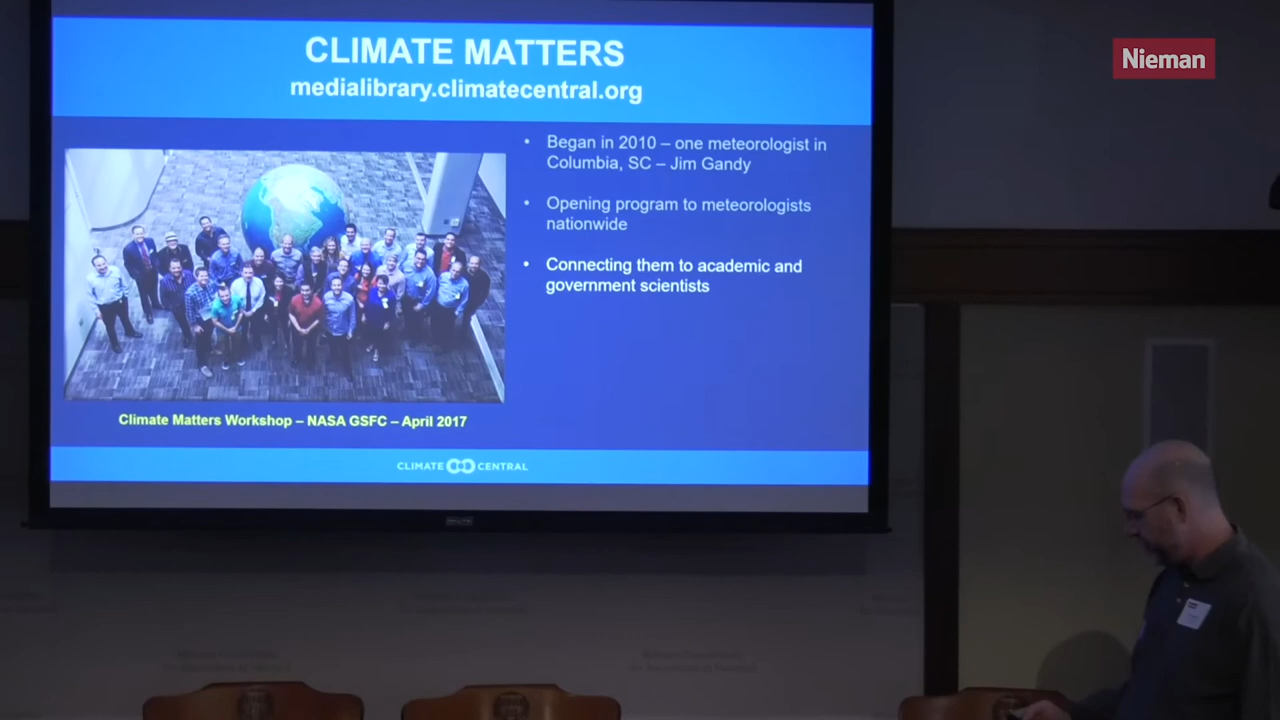 CLIMATE MATTERS
medialibrary.climatecentral.org
Nieman
• Began in 2010 – one meteorologist in
Columbia, SC – Jim Gandy
• Opening program to meteorologists
nationwide
• Connecting them to academic and
government scientists
Climate Matters Workshop – NASA GSFC – April 2017
CLIMATE CENTRAL